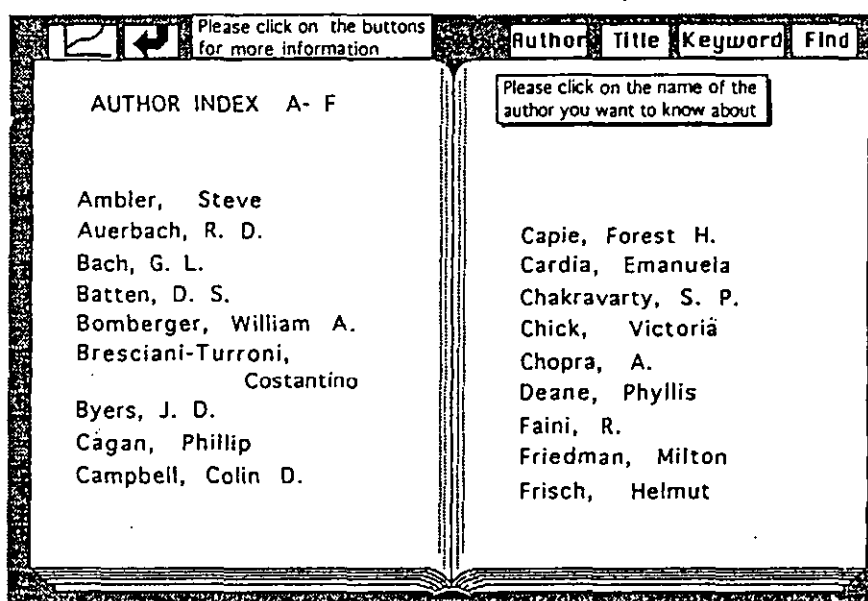 Please click on the buttons
for more information
Author Title Keyword Find
AUTHOR INDEX A- F
Ambler, Steve
Auerbach, R. D.
Bach, G. L.
Batten, D. S.
Bomberger, William A.
Bresciani-Turroni,
Costantino
Byers, J. D.
Cagan, Phillip
Campbell, Colin D.
Please click on the name of the
author you want to know about
Capie, Forest H.
Cardia, Emanuela
Chakravarty, S. P.
Chick, Victoria
Chopra, A.
Deane, Phyllis
Faini, R.
Friedman, Milton
Frisch, Helmut